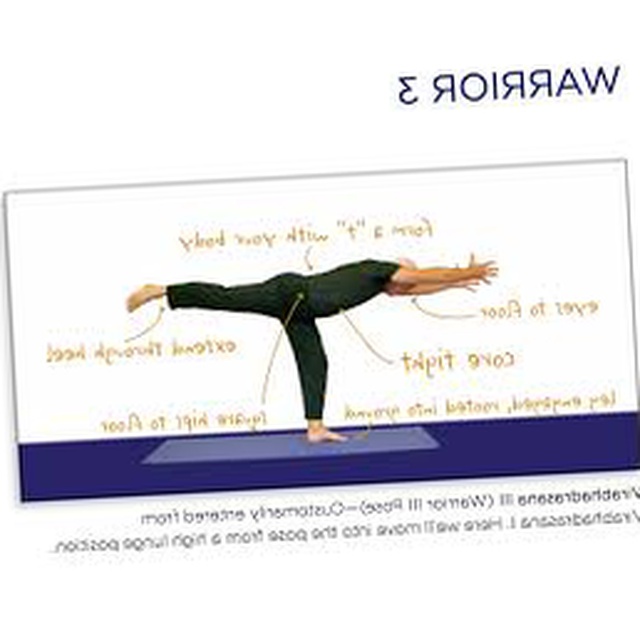 WARRIOR 3
form a "t" with your body
eyes to floor
extend through heel
core tight
square hips to floor
leg engaged, rooted into ground
Virabhadrasana III (Warrior III Pose)—Customarily entered from
Virabhadrasana I. Here we'll move into the pose from a high lunge position.